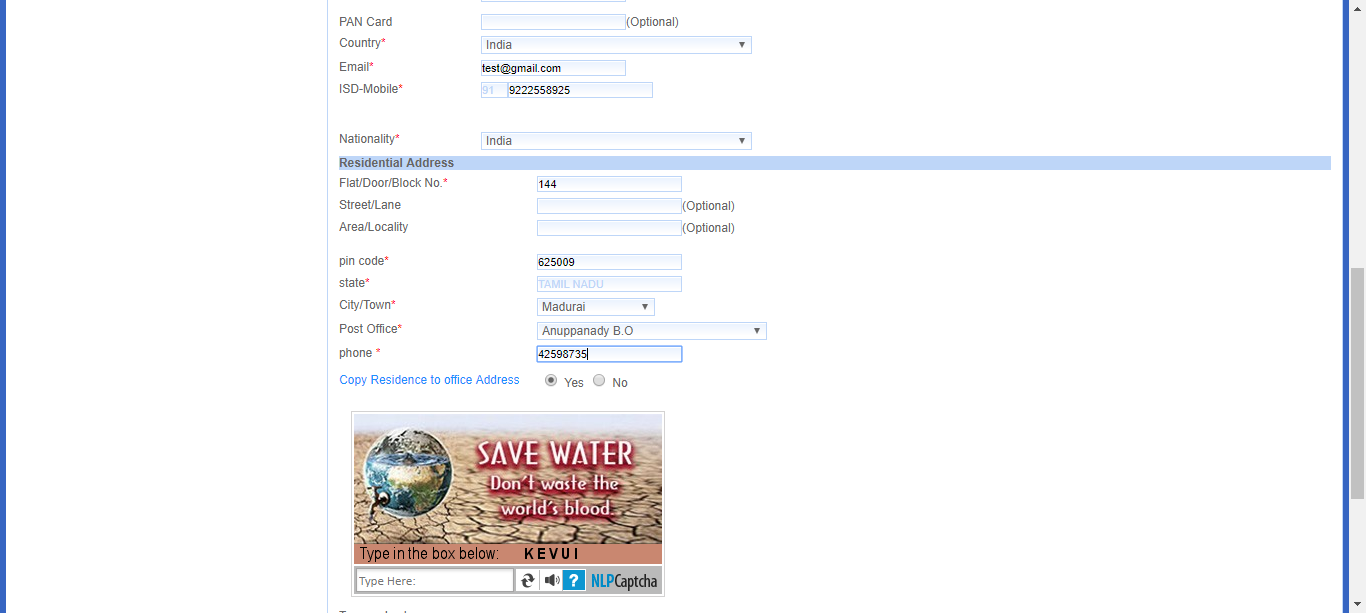 PAN Card (Optional)
Country* India
Email* test@gmail.com
ISD-Mobile* 91 9222558925
Nationality* India
Residential Address
Flat/Door/Block No.* 144
Street/Lane (Optional)
Area/Locality (Optional)
pin code* 625009
state* TAMIL NADU
City/Town* Madurai
Post Office* Anuppanady B.O
phone * 42598735
Copy Residence to office Address Yes No
SAVE WATER
Don't waste the
world's blood.
Type in the box below: KEVUI
Type Here: ? NLPCaptcha